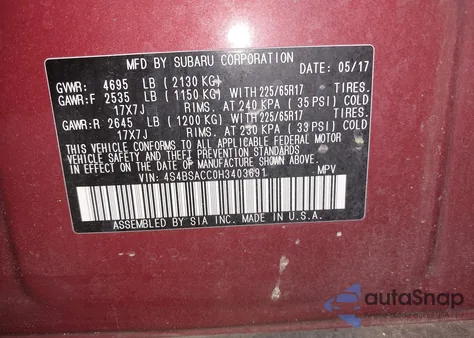 MFD BY SUBARU CORPORATION DATE: 05/17
GVWR: 4695 LB (2130 KG)
GAWR:F 2535 LB (1150 KG) WITH 225/65R17 TIRES.
17X7J RIMS. AT 240 KPA (35 PSI) COLD
GAWR:R 2645 LB (1200 KG) WITH 225/65R17 TIRES.
17X7J RIMS. AT 230 KPA (33 PSI) COLD
THIS VEHICLE CONFORMS TO ALL APPLICABLE FEDERAL MOTOR
VEHICLE SAFETY AND THEFT PREVENTION STANDARDS
IN EFFECT ON THE DATE OF MANUFACTURE SHOWN ABOVE.
VIN: 4S4BSACC0H3403691 MPV
ASSEMBLED BY SIA INC. MADE IN U.S.A.
autoSnap